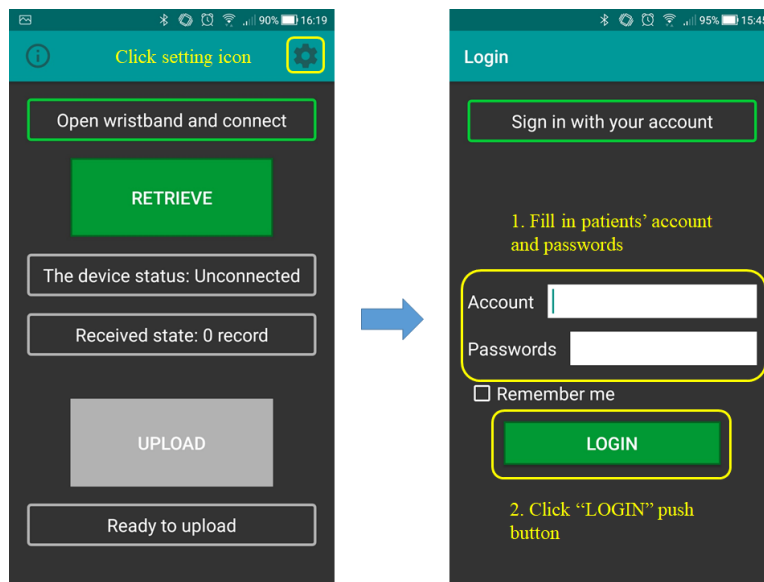 90% 16:19
Click setting icon
Open wristband and connect
RETRIEVE
The device status: Unconnected
Received state: 0 record
UPLOAD
Ready to upload
95% 15:45
Login
Sign in with your account
1. Fill in patients’ account
and passwords
Account
Passwords
Remember me
LOGIN
2. Click “LOGIN” push
button